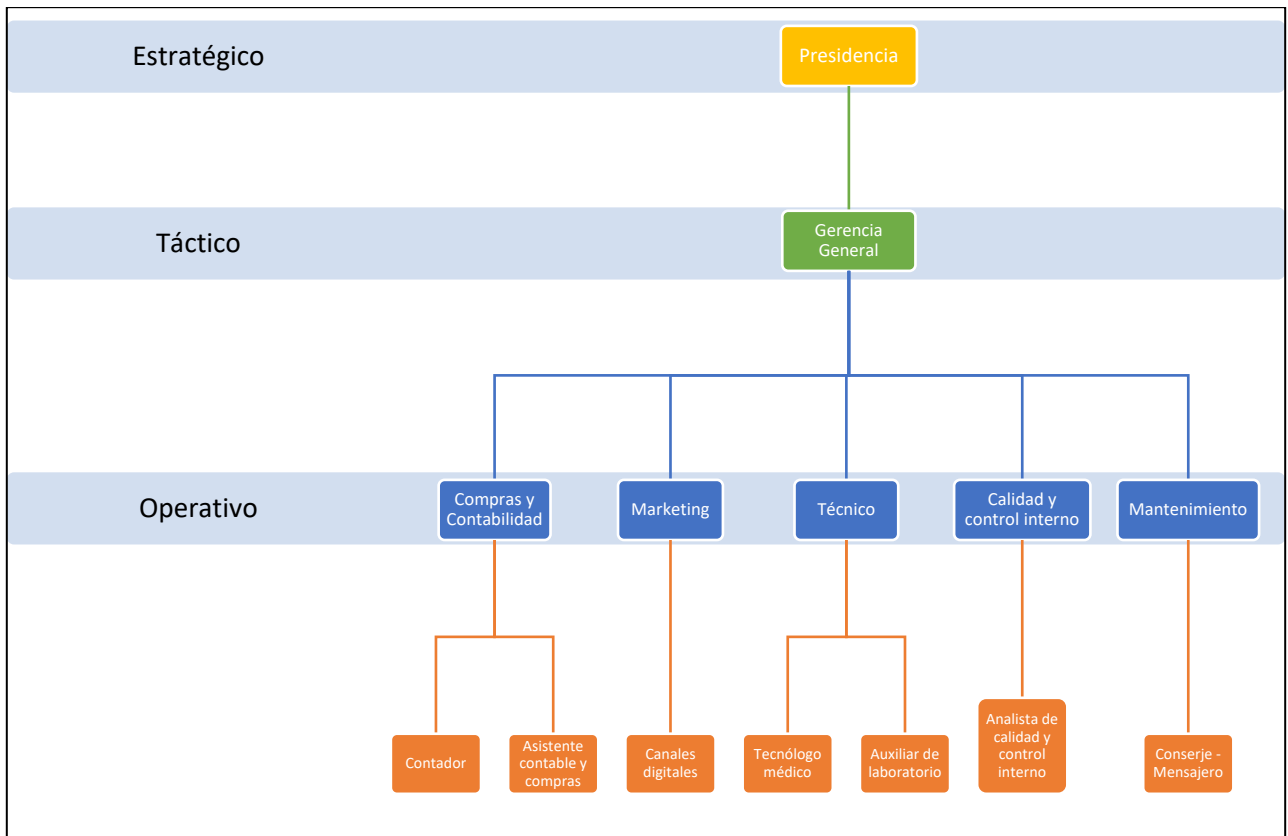 Estratégico
Presidencia
Táctico
Gerencia
General
Operativo
Compras y
Contabilidad
Marketing
Técnico
Calidad y
control interno
Mantenimiento
Contador
Asistente
contable y
compras
Canales
digitales
Tecnólogo
médico
Auxiliar de
laboratorio
Analista de
calidad y
control
interno
Conserje -
Mensajero